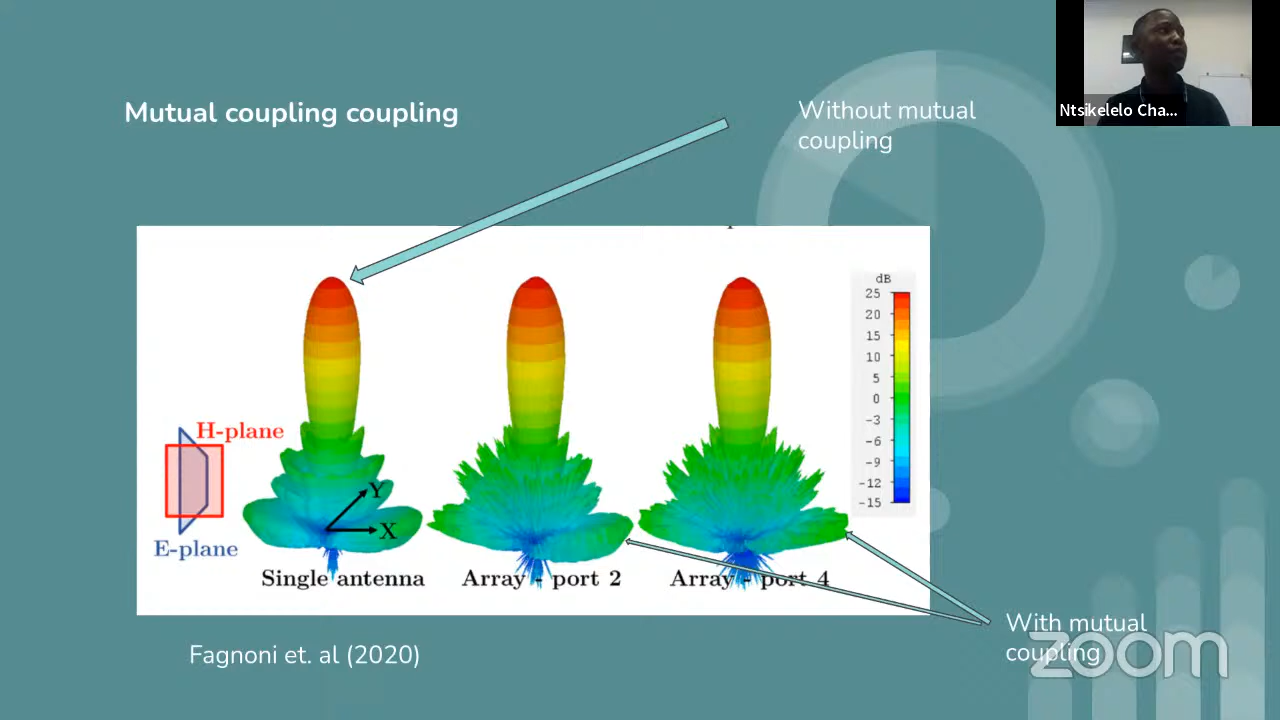 Mutual coupling coupling
Without mutual
coupling
Ntsikelelo Cha...
dB
25
20
15
10
5
0
-3
-6
-9
-12
-15
H-plane
E-plane
Y
X
Single antenna
Array - port 2
Array - port 4
With mutual
coupling
Fagnoni et. al (2020)
zoom